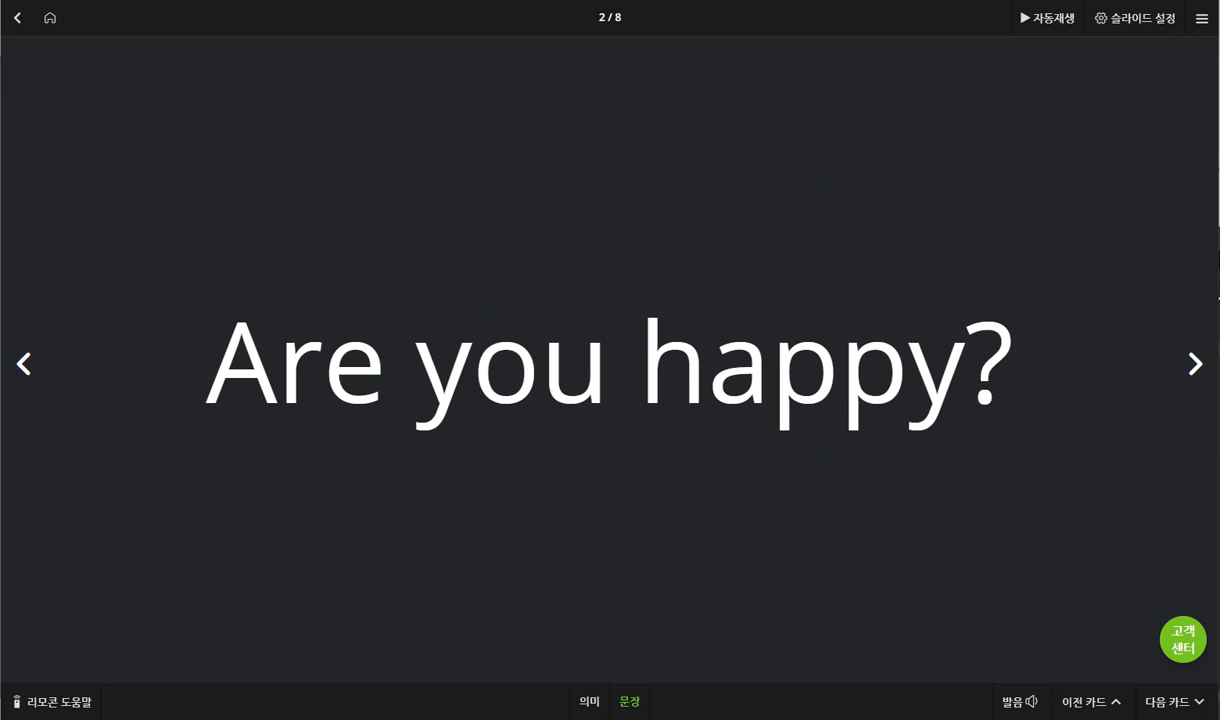 2 / 8
자동재생
슬라이드 설정
Are you happy?
고객
센터
리모콘 도움말
의미
문장
발음
이전 카드
다음 카드